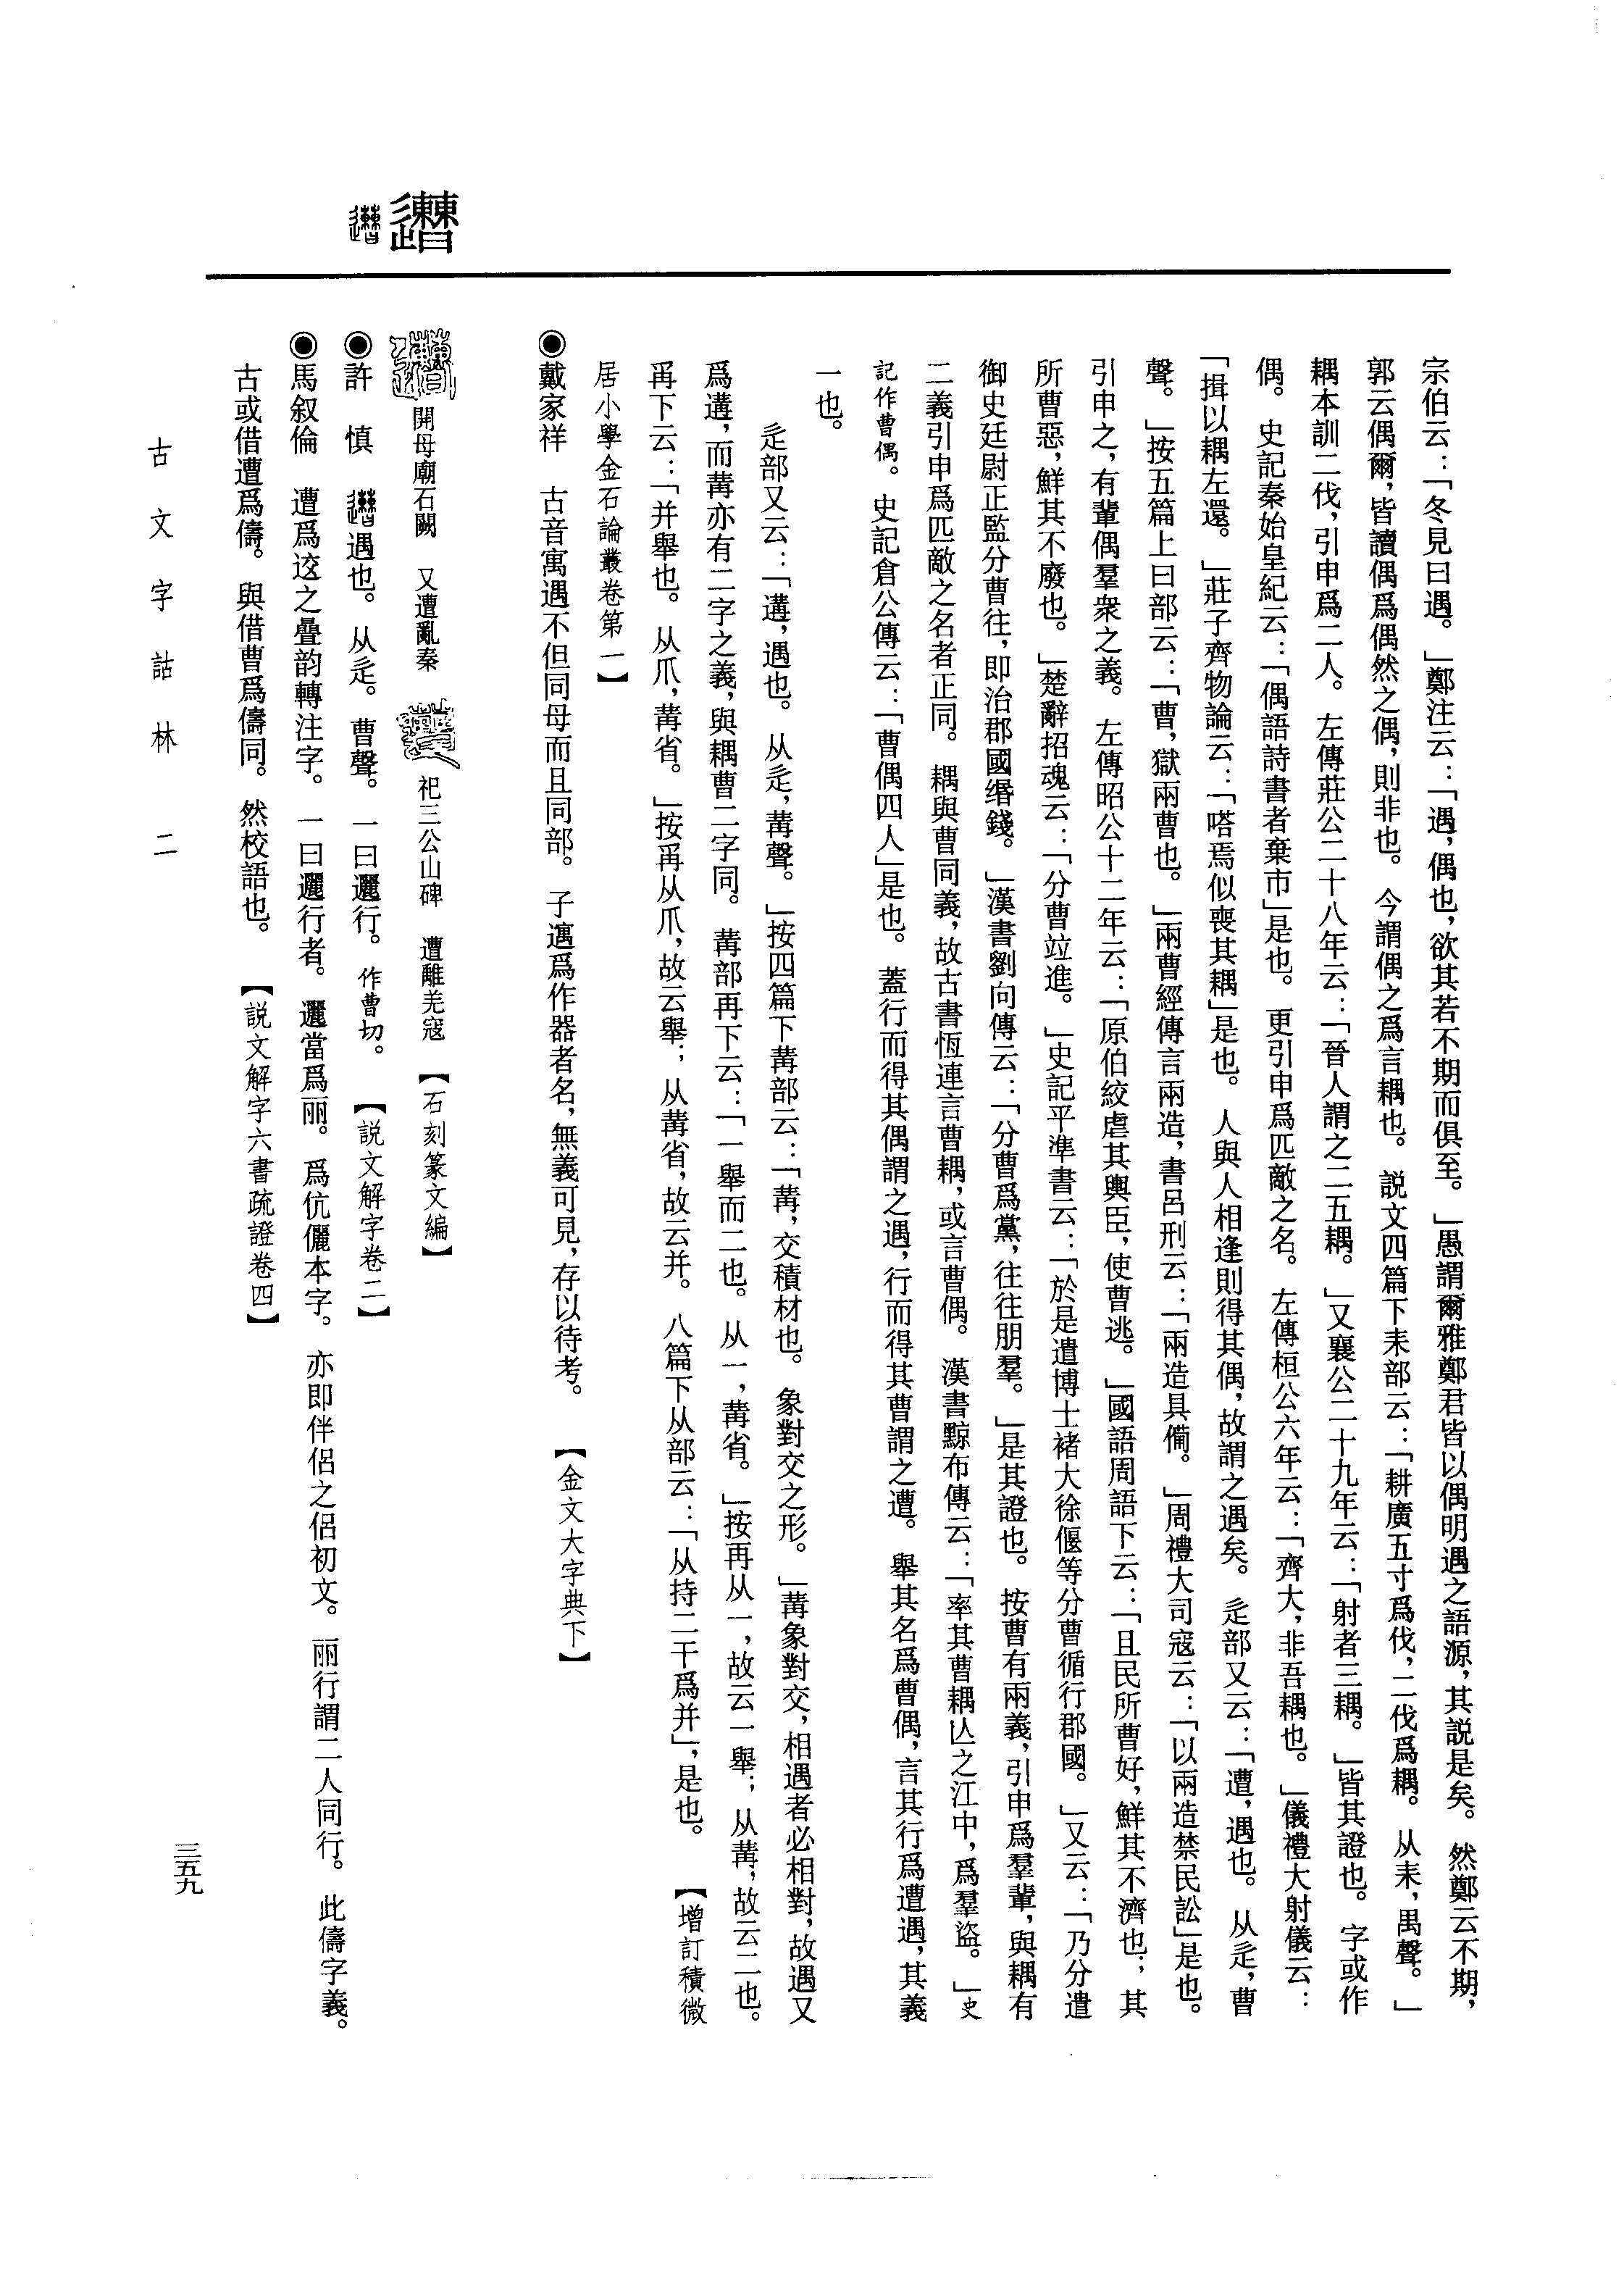 宗伯云：「冬見曰遇。」鄭注云：「遇，偶也，欲其若不期而俱至。」愚謂爾雅鄭君皆以偶明遇之語源，其説是矣。然鄭云不期，
郭云偶爾，皆讀偶爲偶然之偶，則非也。今謂偶之爲言耦也。説文四篇下耒部云：「耕廣五寸爲伐，二伐爲耦。从耒，禺聲。」
耦本訓二伐，引申爲二人。左傳莊公二十八年云：「晉人謂之二五耦。」又襄公二十九年云：「射者三耦。」皆其證也。字或作
偶。史記秦始皇紀云：「偶語詩書者棄市」是也。更引申爲匹敵之名。左傳桓公六年云：「齊大，非吾耦也。」儀禮大射儀云：
「揖以耦左還。」莊子齊物論云：「嗒焉似喪其耦」是也。人與人相逢則得其偶，故謂之遇矣。辵部又云：「遭，遇也。从辵，曹
聲。」按五篇上曰部云：「曹，獄兩曹也。」兩曹經傳言兩造，書呂刑云：「兩造具僃。」周禮大司寇云：「以兩造禁民訟」是也。
引申之，有輩偶羣衆之義。左傳昭公十二年云：「原伯絞虐其輿臣，使曹逃。」國語周語下云：「且民所曹好，鮮其不濟也；其
所曹惡，鮮其不廢也。」楚辭招魂云：「分曹竝進。」史記平準書云：「於是遣博士褚大徐偃等分曹循行郡國。」又云：「乃分遣
御史廷尉正監分曹往，即治郡國緡錢。」漢書劉向傳云：「分曹爲黨，往往朋羣。」是其證也。按曹有兩義，引申爲羣輩，與耦有
二義引申爲匹敵之名者正同。耦與曹同義，故古書恆連言曹耦，或言曹偶。漢書黥布傳云：「率其曹耦亾之江中，爲羣盜。」史
記作曹偶。史記倉公傳云：「曹偶四人」是也。蓋行而得其偶謂之遇，行而得其曹謂之遭。舉其名爲曹偶，言其行爲遭遇，其義
一也。
辵部又云：「遘，遇也。从辵，冓聲。」按四篇下冓部云：「冓，交積材也。象對交之形。」冓象對交，相遇者必相對，故遇又
爲遘，而冓亦有二字之義，與耦曹二字同。冓部再下云：「一舉而二也。从一，冓省。」按再从一，故云一舉；从冓，故云二也。
爯下云：「并舉也。从爪，冓省。」按爯从爪，故云舉；从冓省，故云并。八篇下从部云：「从持二干爲并」，是也。【增訂積微
居小學金石論叢卷第一】
◉戴家祥　古音寓遇不但同母而且同部。子遇爲作器者名，無義可見，存以待考。【金文大字典下】
遭
開母廟石闕　又遭亂秦　祀三公山碑　遭離羌寇　【石刻篆文編】
◉許　慎　遭遇也。从辵。曹聲。一曰邐行。作曹切。【説文解字卷二】
◉馬叙倫　遭爲逤之疊韵轉注字。一曰邐行者。邐當爲丽。爲伉儷本字。亦即伴侶之侶初文。丽行謂二人同行。此儔字義。
古或借遭爲儔。與借曹爲儔同。然校語也。【説文解字六書疏證卷四】
古文字詁林　二
三五九